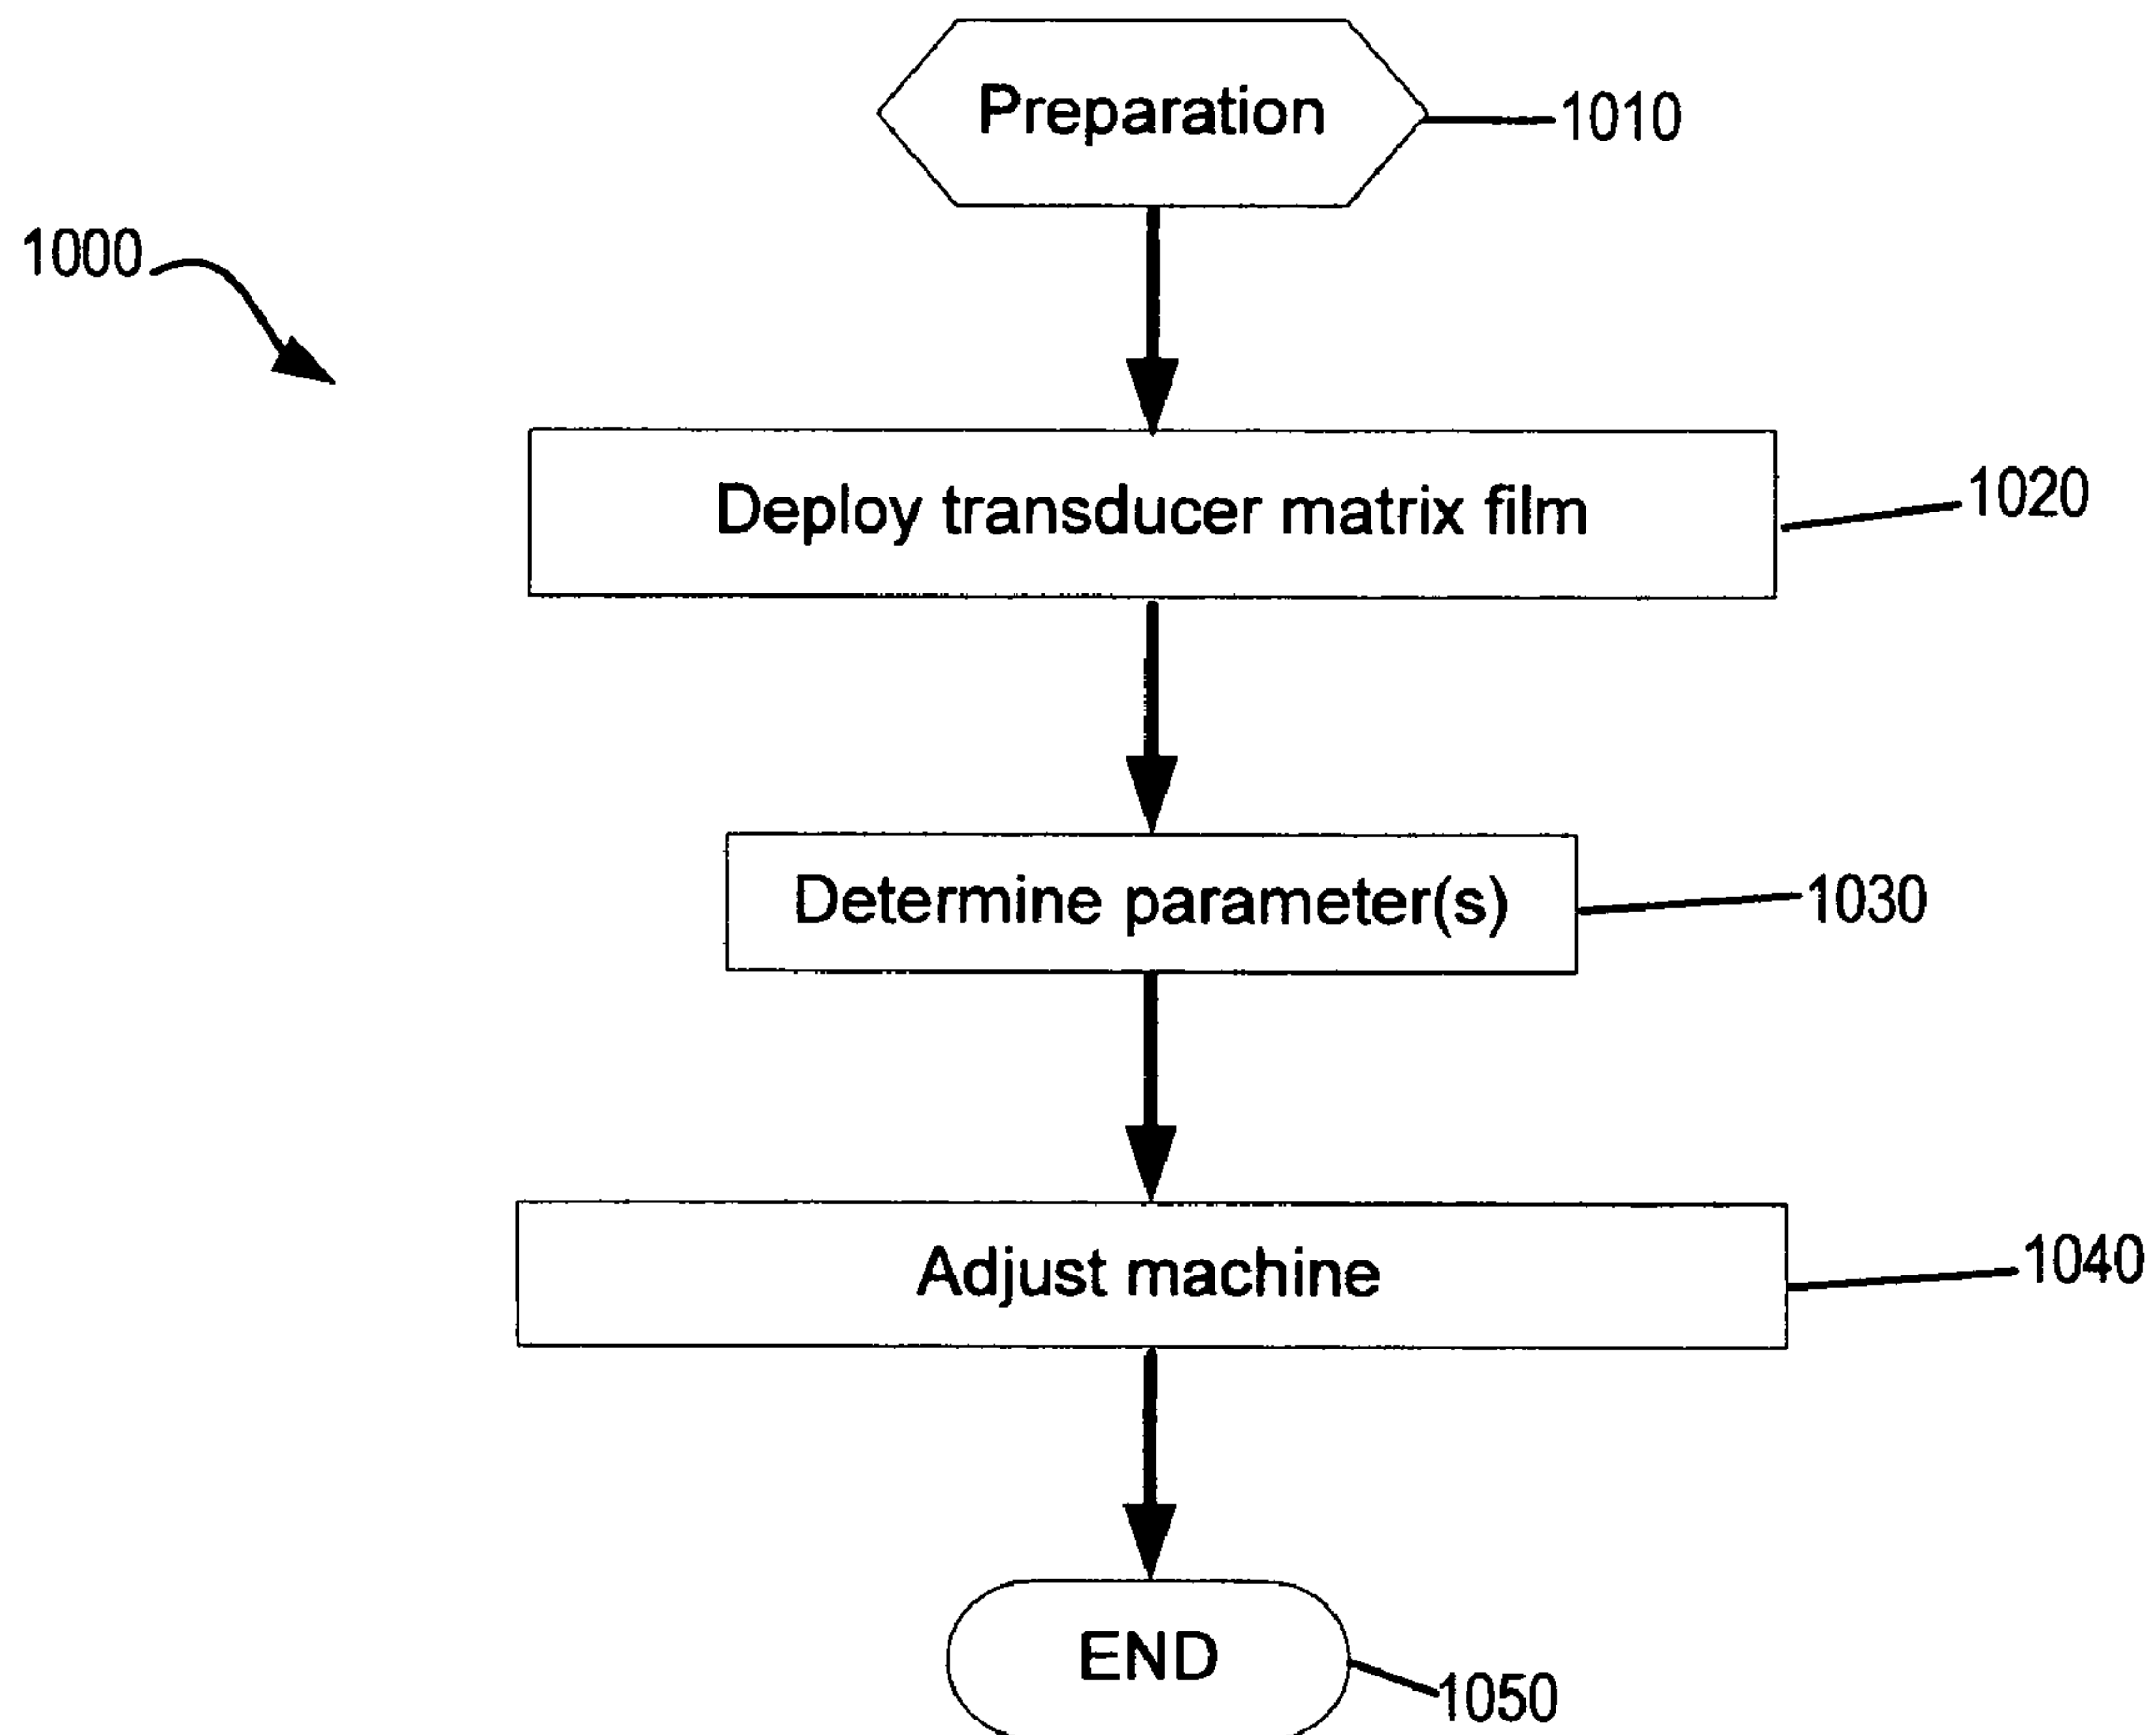 Preparation
1010
1000
Deploy transducer matrix film
1020
Determine parameter(s)
1030
Adjust machine
1040
END
1050